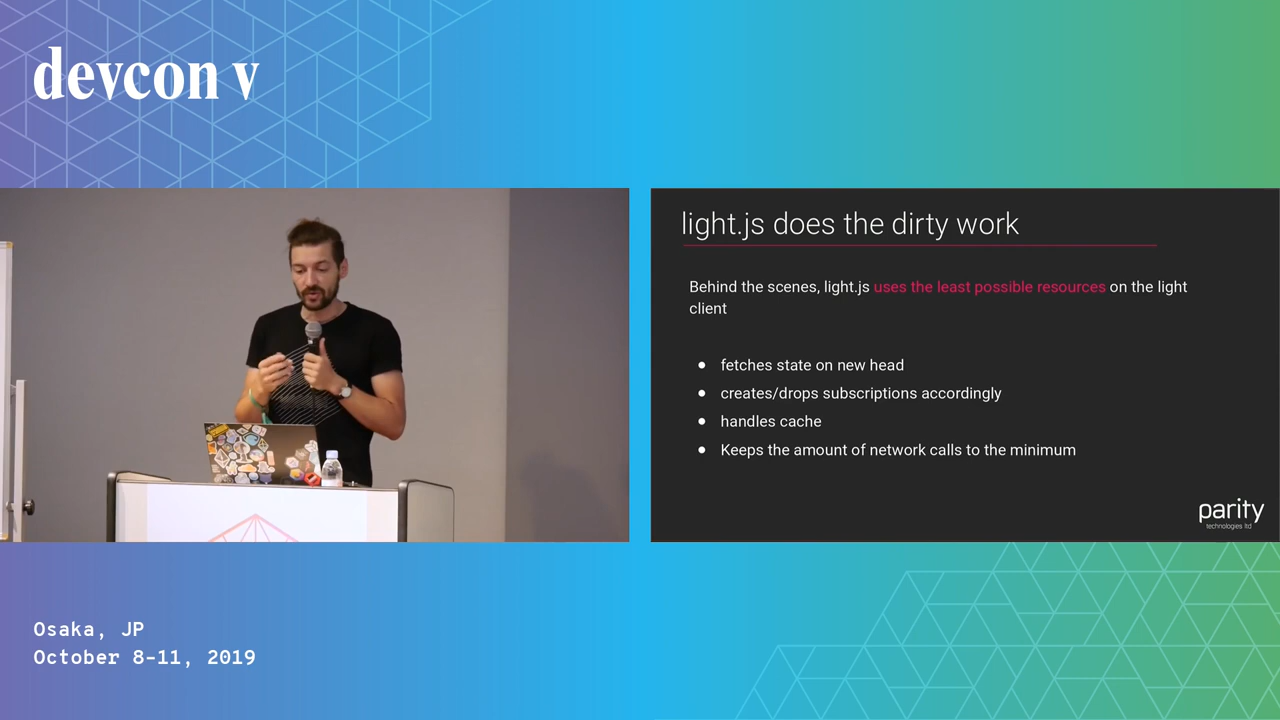 devcon v
light.js does the dirty work
Behind the scenes, light.js uses the least possible resources on the light
client
● fetches state on new head
● creates/drops subscriptions accordingly
● handles cache
● Keeps the amount of network calls to the minimum
parity
technologies ltd
Osaka, JP
October 8-11, 2019